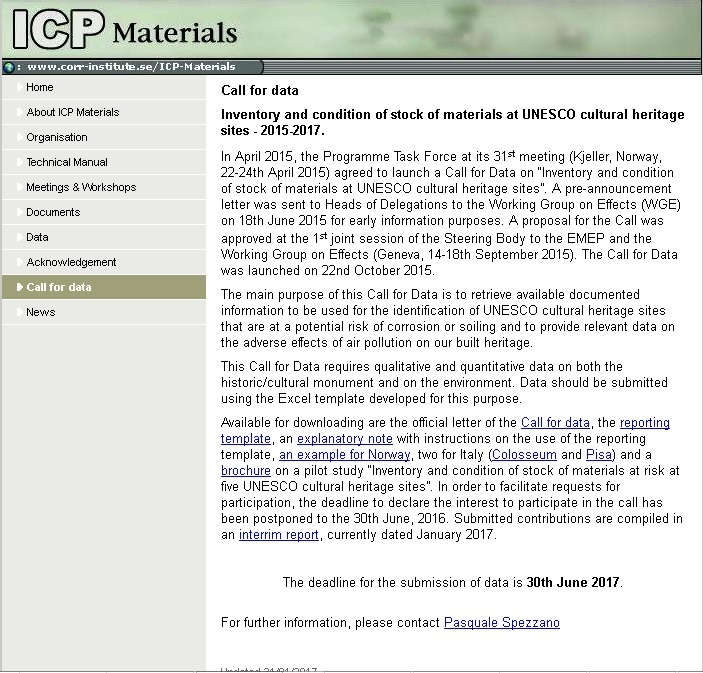 ICP Materials
: www.corr-institute.se/ICP-Materials
Home
About ICP Materials
Organisation
Technical Manual
Meetings & Workshops
Documents
Data
Acknowledgement
Call for data
News
Call for data
Inventory and condition of stock of materials at UNESCO cultural heritage
sites - 2015-2017.
In April 2015, the Programme Task Force at its 31st meeting (Kjeller, Norway,
22-24th April 2015) agreed to launch a Call for Data on "Inventory and condition
of stock of materials at UNESCO cultural heritage sites". A pre-announcement
letter was sent to Heads of Delegations to the Working Group on Effects (WGE)
on 18th June 2015 for early information purposes. A proposal for the Call was
approved at the 1st joint session of the Steering Body to the EMEP and the
Working Group on Effects (Geneva, 14-18th September 2015). The Call for Data
was launched on 22nd October 2015.
The main purpose of this Call for Data is to retrieve available documented
information to be used for the identification of UNESCO cultural heritage sites
that are at a potential risk of corrosion or soiling and to provide relevant data on
the adverse effects of air pollution on our built heritage.
This Call for Data requires qualitative and quantitative data on both the
historic/cultural monument and on the environment. Data should be submitted
using the Excel template developed for this purpose.
Available for downloading are the official letter of the Call for data, the reporting
template, an explanatory note with instructions on the use of the reporting
template, an example for Norway, two for Italy (Colosseum and Pisa) and a
brochure on a pilot study "Inventory and condition of stock of materials at risk at
five UNESCO cultural heritage sites". In order to facilitate requests for
participation, the deadline to declare the interest to participate in the call has
been postponed to the 30th June, 2016. Submitted contributions are compiled in
an interrim report, currently dated January 2017.
The deadline for the submission of data is 30th June 2017.
For further information, please contact Pasquale Spezzano
Updated 31/01/2017